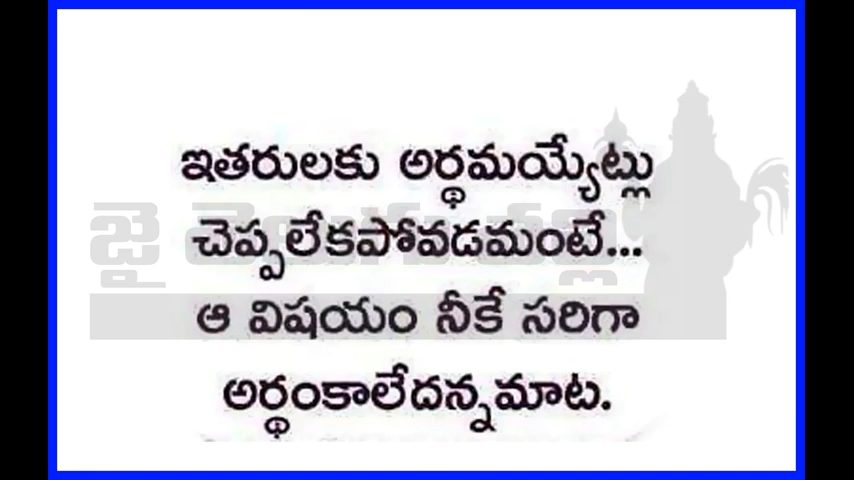 ఇతరులకు అర్థమయ్యేట్లు
చెప్పలేకపోవడమంటే...
ఆ విషయం నీకే సరిగా
అర్థంకాలేదన్నమాట.